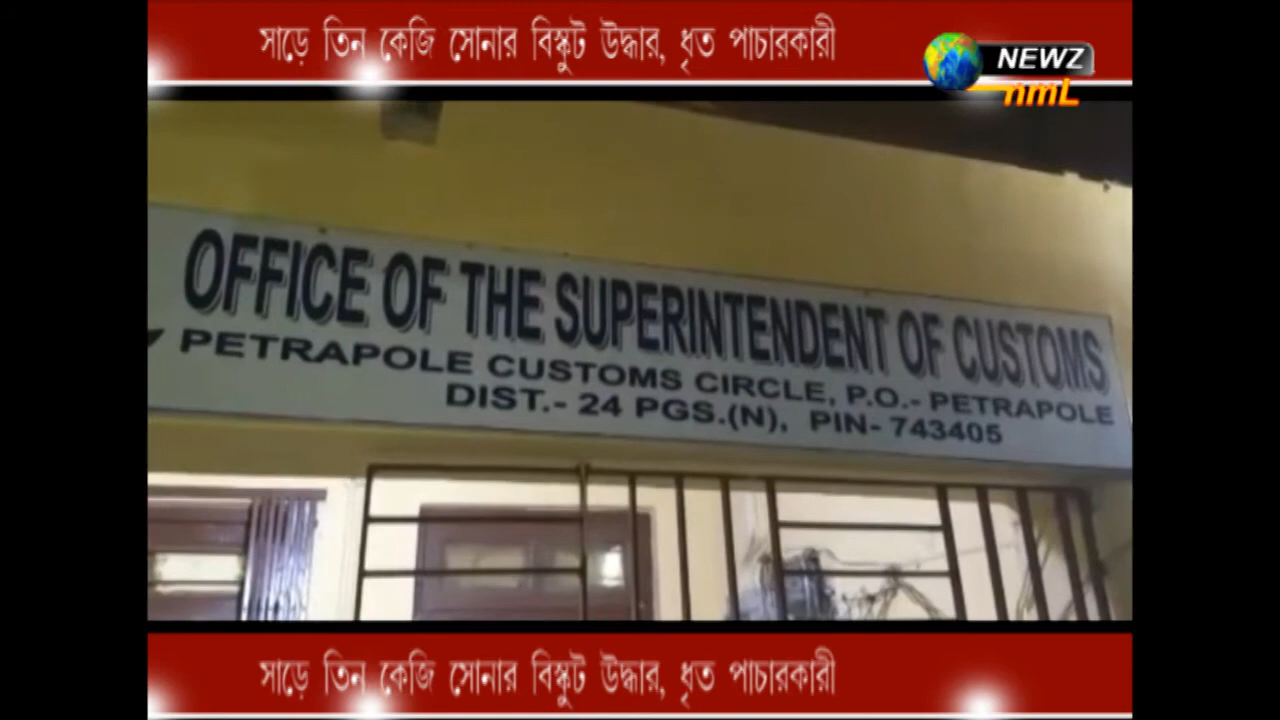 সাড়ে তিন কেজি সোনার বিস্কুট উদ্ধার, ধৃত পাচারকারী
NEWZ
nmL
OFFICE OF THE SUPERINTENDENT OF CUSTOMS
PETRAPOLE CUSTOMS CIRCLE, P.O.- PETRAPOLE
DIST.- 24 PGS.(N), PIN- 743405
সাড়ে তিন কেজি সোনার বিস্কুট উদ্ধার, ধৃত পাচারকারী